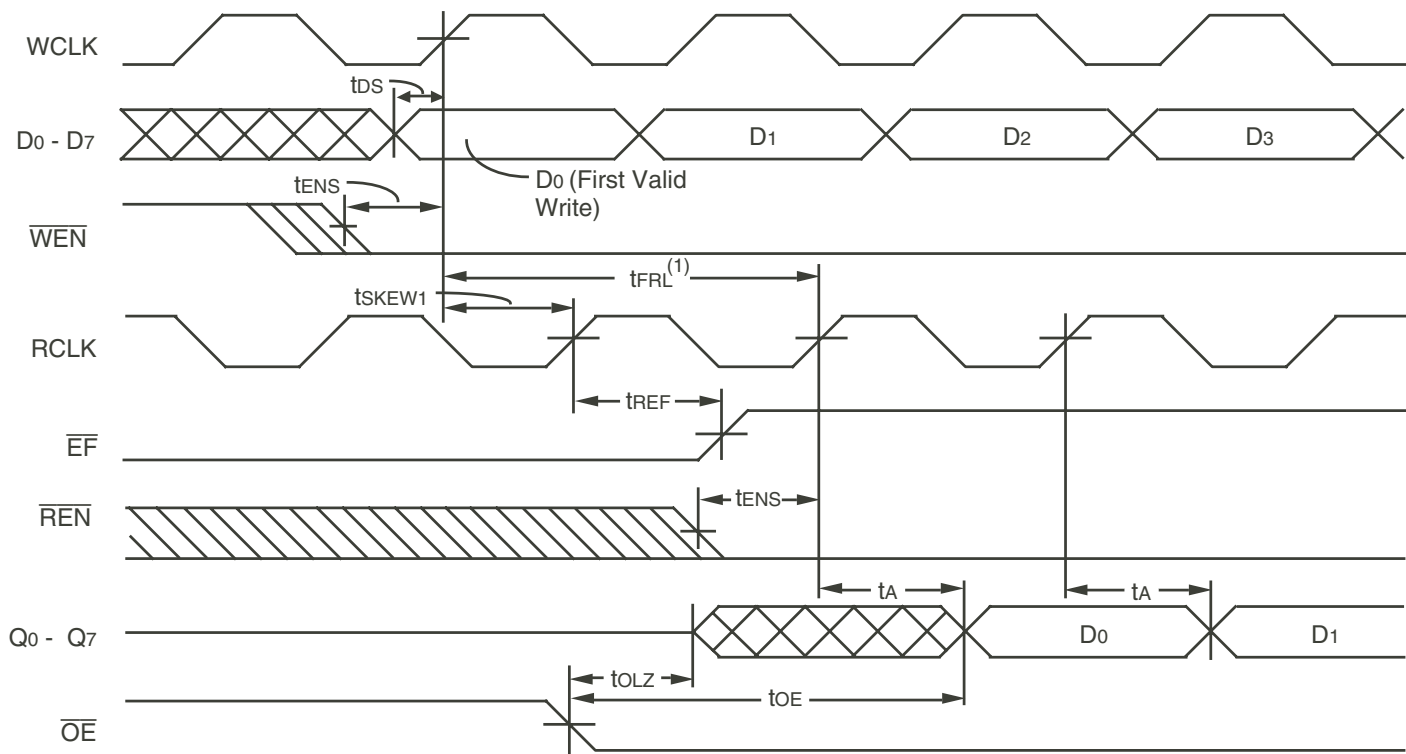 WCLK
tDS
D0 - D7
D1
D2
D3
D0 (First Valid
Write)
tENS
WEN
tFRL(1)
tSKEW1
RCLK
tREF
EF
tENS
REN
tA
tA
Q0 - Q7
D0
D1
tOLZ
tOE
OE